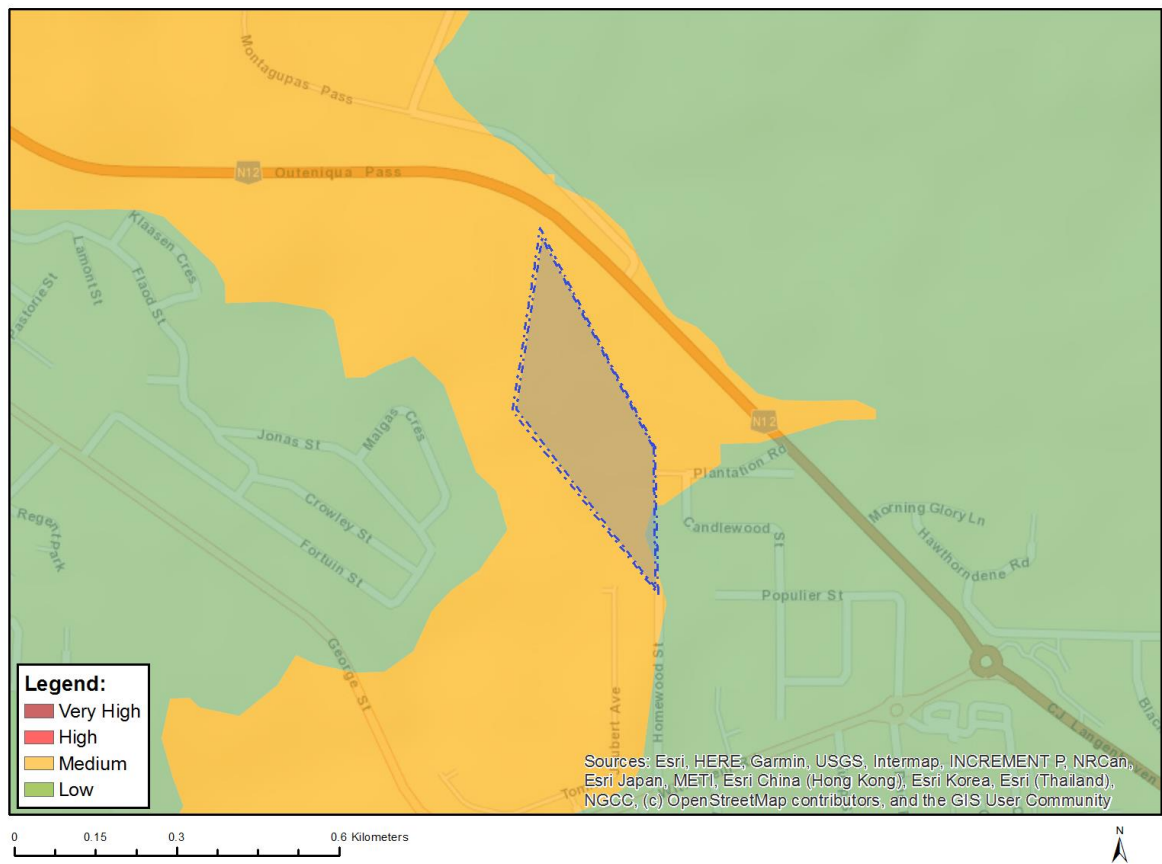 Montagupas Pass
N12
Outeniqua Pass
Klaasen Cres
Lamont St
Flaod St
Pastorie St
Jonas St
Malgas Cres
Crowley St
Fortuin St
Regent Park
George St
N12
Plantation Rd
Candlewood St
Morning Glory Ln
Hawthorndene Rd
Populier St
Homewood St
CJ Langenhoven
Legend:
Very High
High
Medium
Low
Sources: Esri, HERE, Garmin, USGS, Intermap, INCREMENT P, NRCan,
Esri Japan, METI, Esri China (Hong Kong), Esri Korea, Esri (Thailand),
NGCC, (c) OpenStreetMap contributors, and the GIS User Community
0 0.15 0.3 0.6 Kilometers
N